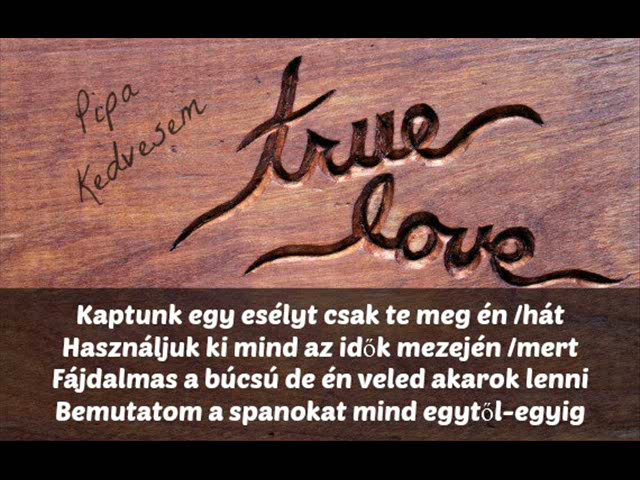 Pipa
Kedvesem
true
love
Kaptunk egy esélyt csak te meg én /hát
Használjuk ki mind az idők mezején /mert
Fájdalmas a búcsú de én veled akarok lenni
Bemutatom a spanokat mind egytől-egyig